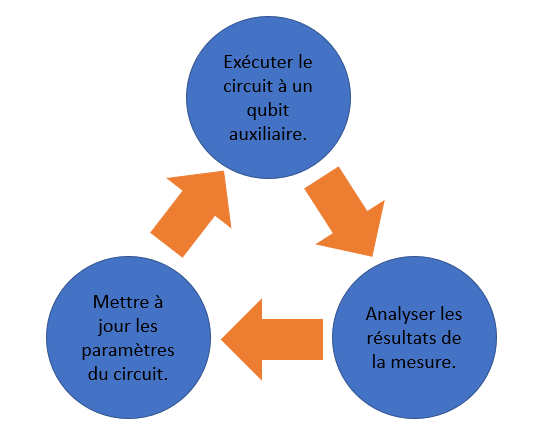 Exécuter le
circuit à un
qubit
auxiliaire.
Analyser les
résultats de
la mesure.
Mettre à
jour les
paramètres
du circuit.